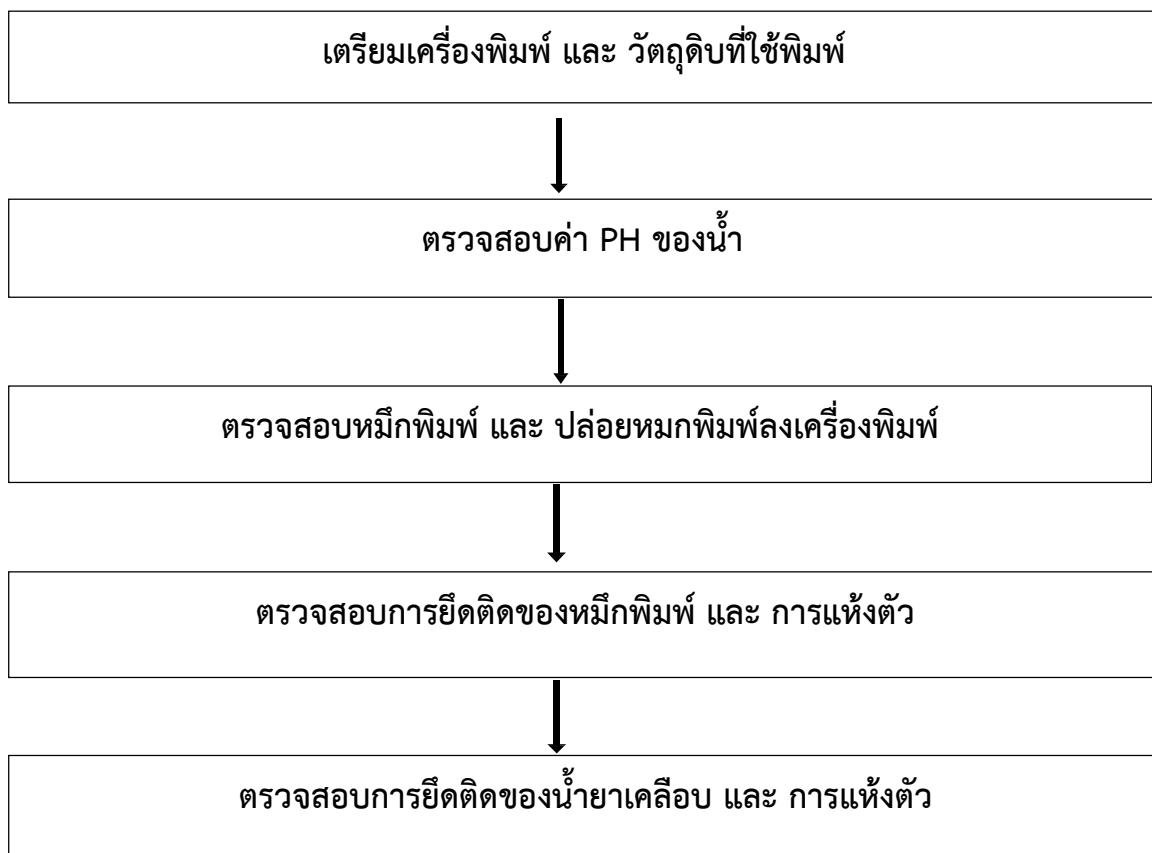 เตรียมเครื่องพิมพ์ และ วัตถุดิบที่ใช้พิมพ์
ตรวจสอบค่า PH ของน้ำ
ตรวจสอบหมึกพิมพ์ และ ปล่อยหมกพิมพ์ลงเครื่องพิมพ์
ตรวจสอบการยึดติดของหมึกพิมพ์ และ การแห้งตัว
ตรวจสอบการยึดติดของน้ำยาเคลือบ และ การแห้งตัว